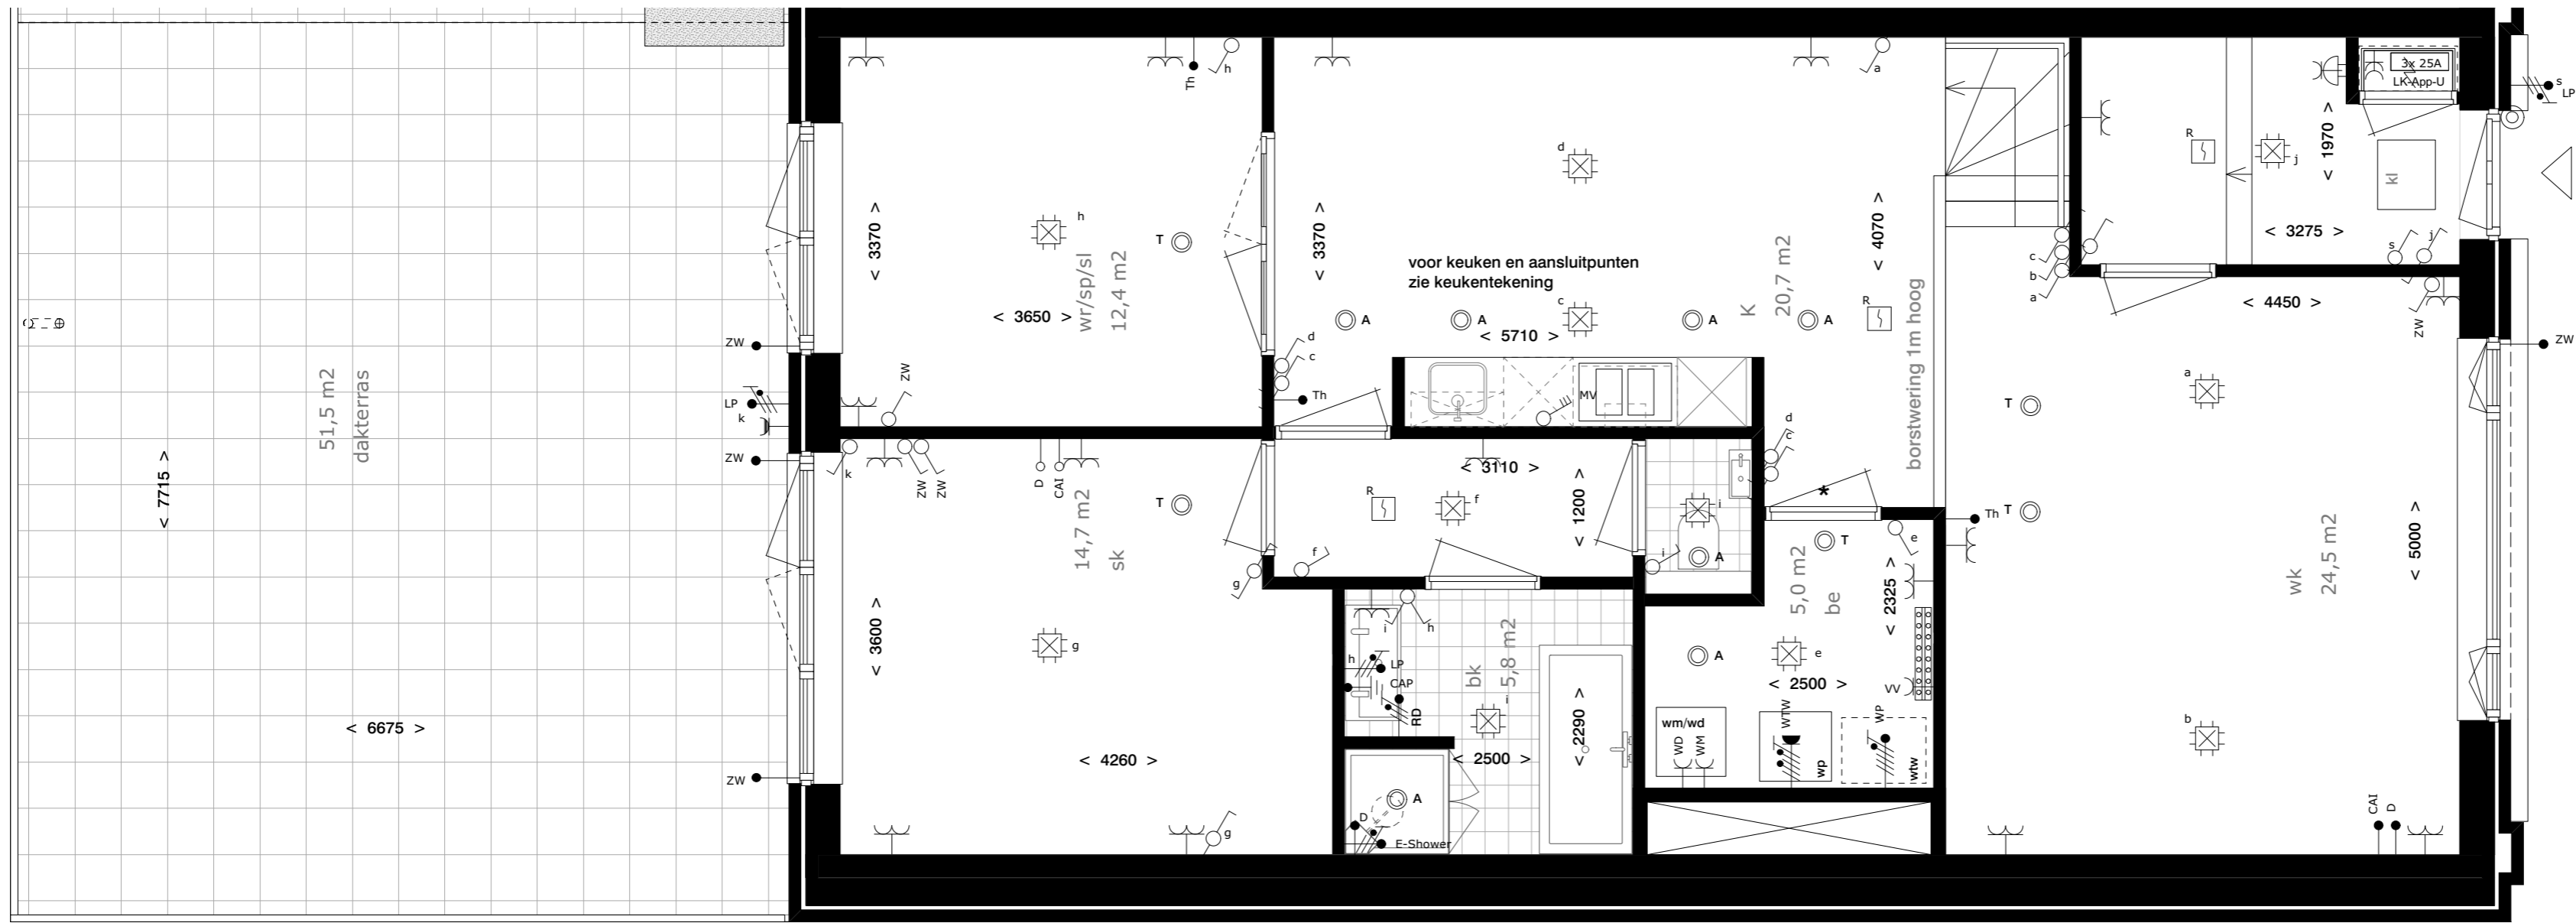 Th
h
a
3x 25A
LK-App-U
s
LP
R
j
< 1970 >
kl
< 3275 >
s
j
d
h
T
wr/sp/sl
12,4 m2
< 3370 >
< 3650 >
< 3370 >
voor keuken en aansluitpunten
zie keukentekening
c
A
A
A
A
< 5710 >
K
20,7 m2
< 4070 >
R
borstwering 1m hoog
c
b
a
< 4450 >
ZW
ZW
51,5 m2
dakterras
< 7715 >
< 6675 >
ZW
LP
k
ZW
ZW
ZW
d
c
Th
MV
k
ZW
ZW
D
CAI
14,7 m2
sk
T
< 3600 >
g
g
< 4260 >
g
R
f
f
< 3110 >
< 1200 >
i
i
A
d
c
*
T
e
5,0 m2
be
< 2325 >
Th
T
T
a
b
wk
24,5 m2
< 5000 >
i
h
h
LP
CAP
RD
bk
5,8 m2
i
< 2290 >
< 2500 >
A
D
E-Shower
A
e
< 2500 >
VV
wm/wd
WD
WM
WTW
wp
WP
wtw
CAI
D